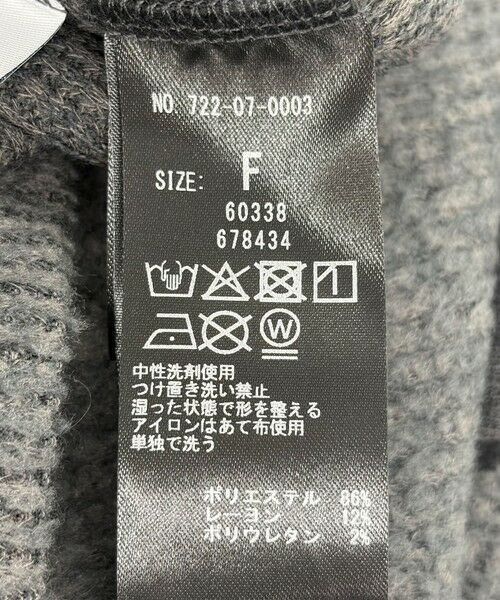 NO. 722-07-0003
SIZE: F
60338
678434
W
中性洗剤使用
つけ置き洗い禁止
湿った状態で形を整える
アイロンはあて布使用
単独で洗う
ポリエステル 86%
レーヨン 12%
ポリウレタン 2%